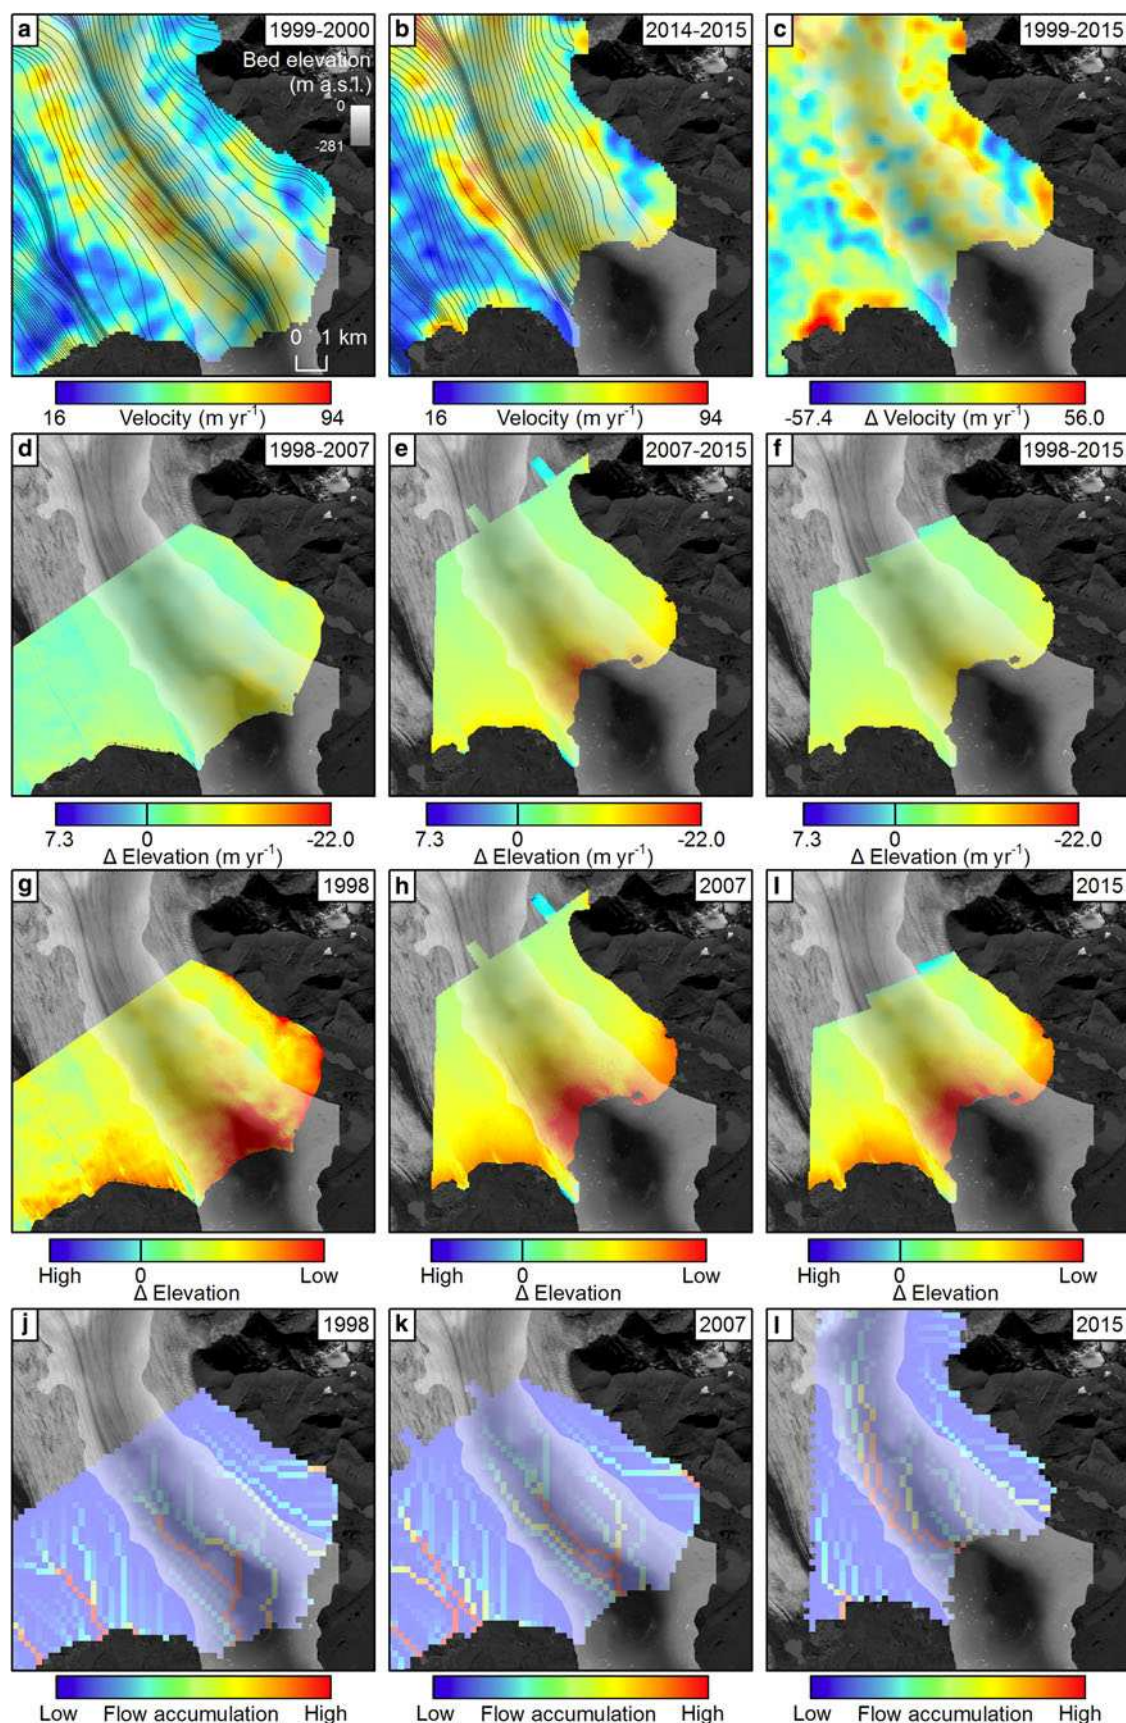 a 1999-2000
Bed elevation
(m a.s.l.)
0
-281
0 1 km
b 2014-2015
c 1999-2015
16 Velocity (m yr⁻¹) 94
16 Velocity (m yr⁻¹) 94
-57.4 Δ Velocity (m yr⁻¹) 56.0
d 1998-2007
e 2007-2015
f 1998-2015
7.3 0 -22.0
Δ Elevation (m yr⁻¹)
7.3 0 -22.0
Δ Elevation (m yr⁻¹)
7.3 0 -22.0
Δ Elevation (m yr⁻¹)
g 1998
h 2007
I 2015
High 0 Low
Δ Elevation
High 0 Low
Δ Elevation
High 0 Low
Δ Elevation
j 1998
k 2007
l 2015
Low Flow accumulation High
Low Flow accumulation High
Low Flow accumulation High